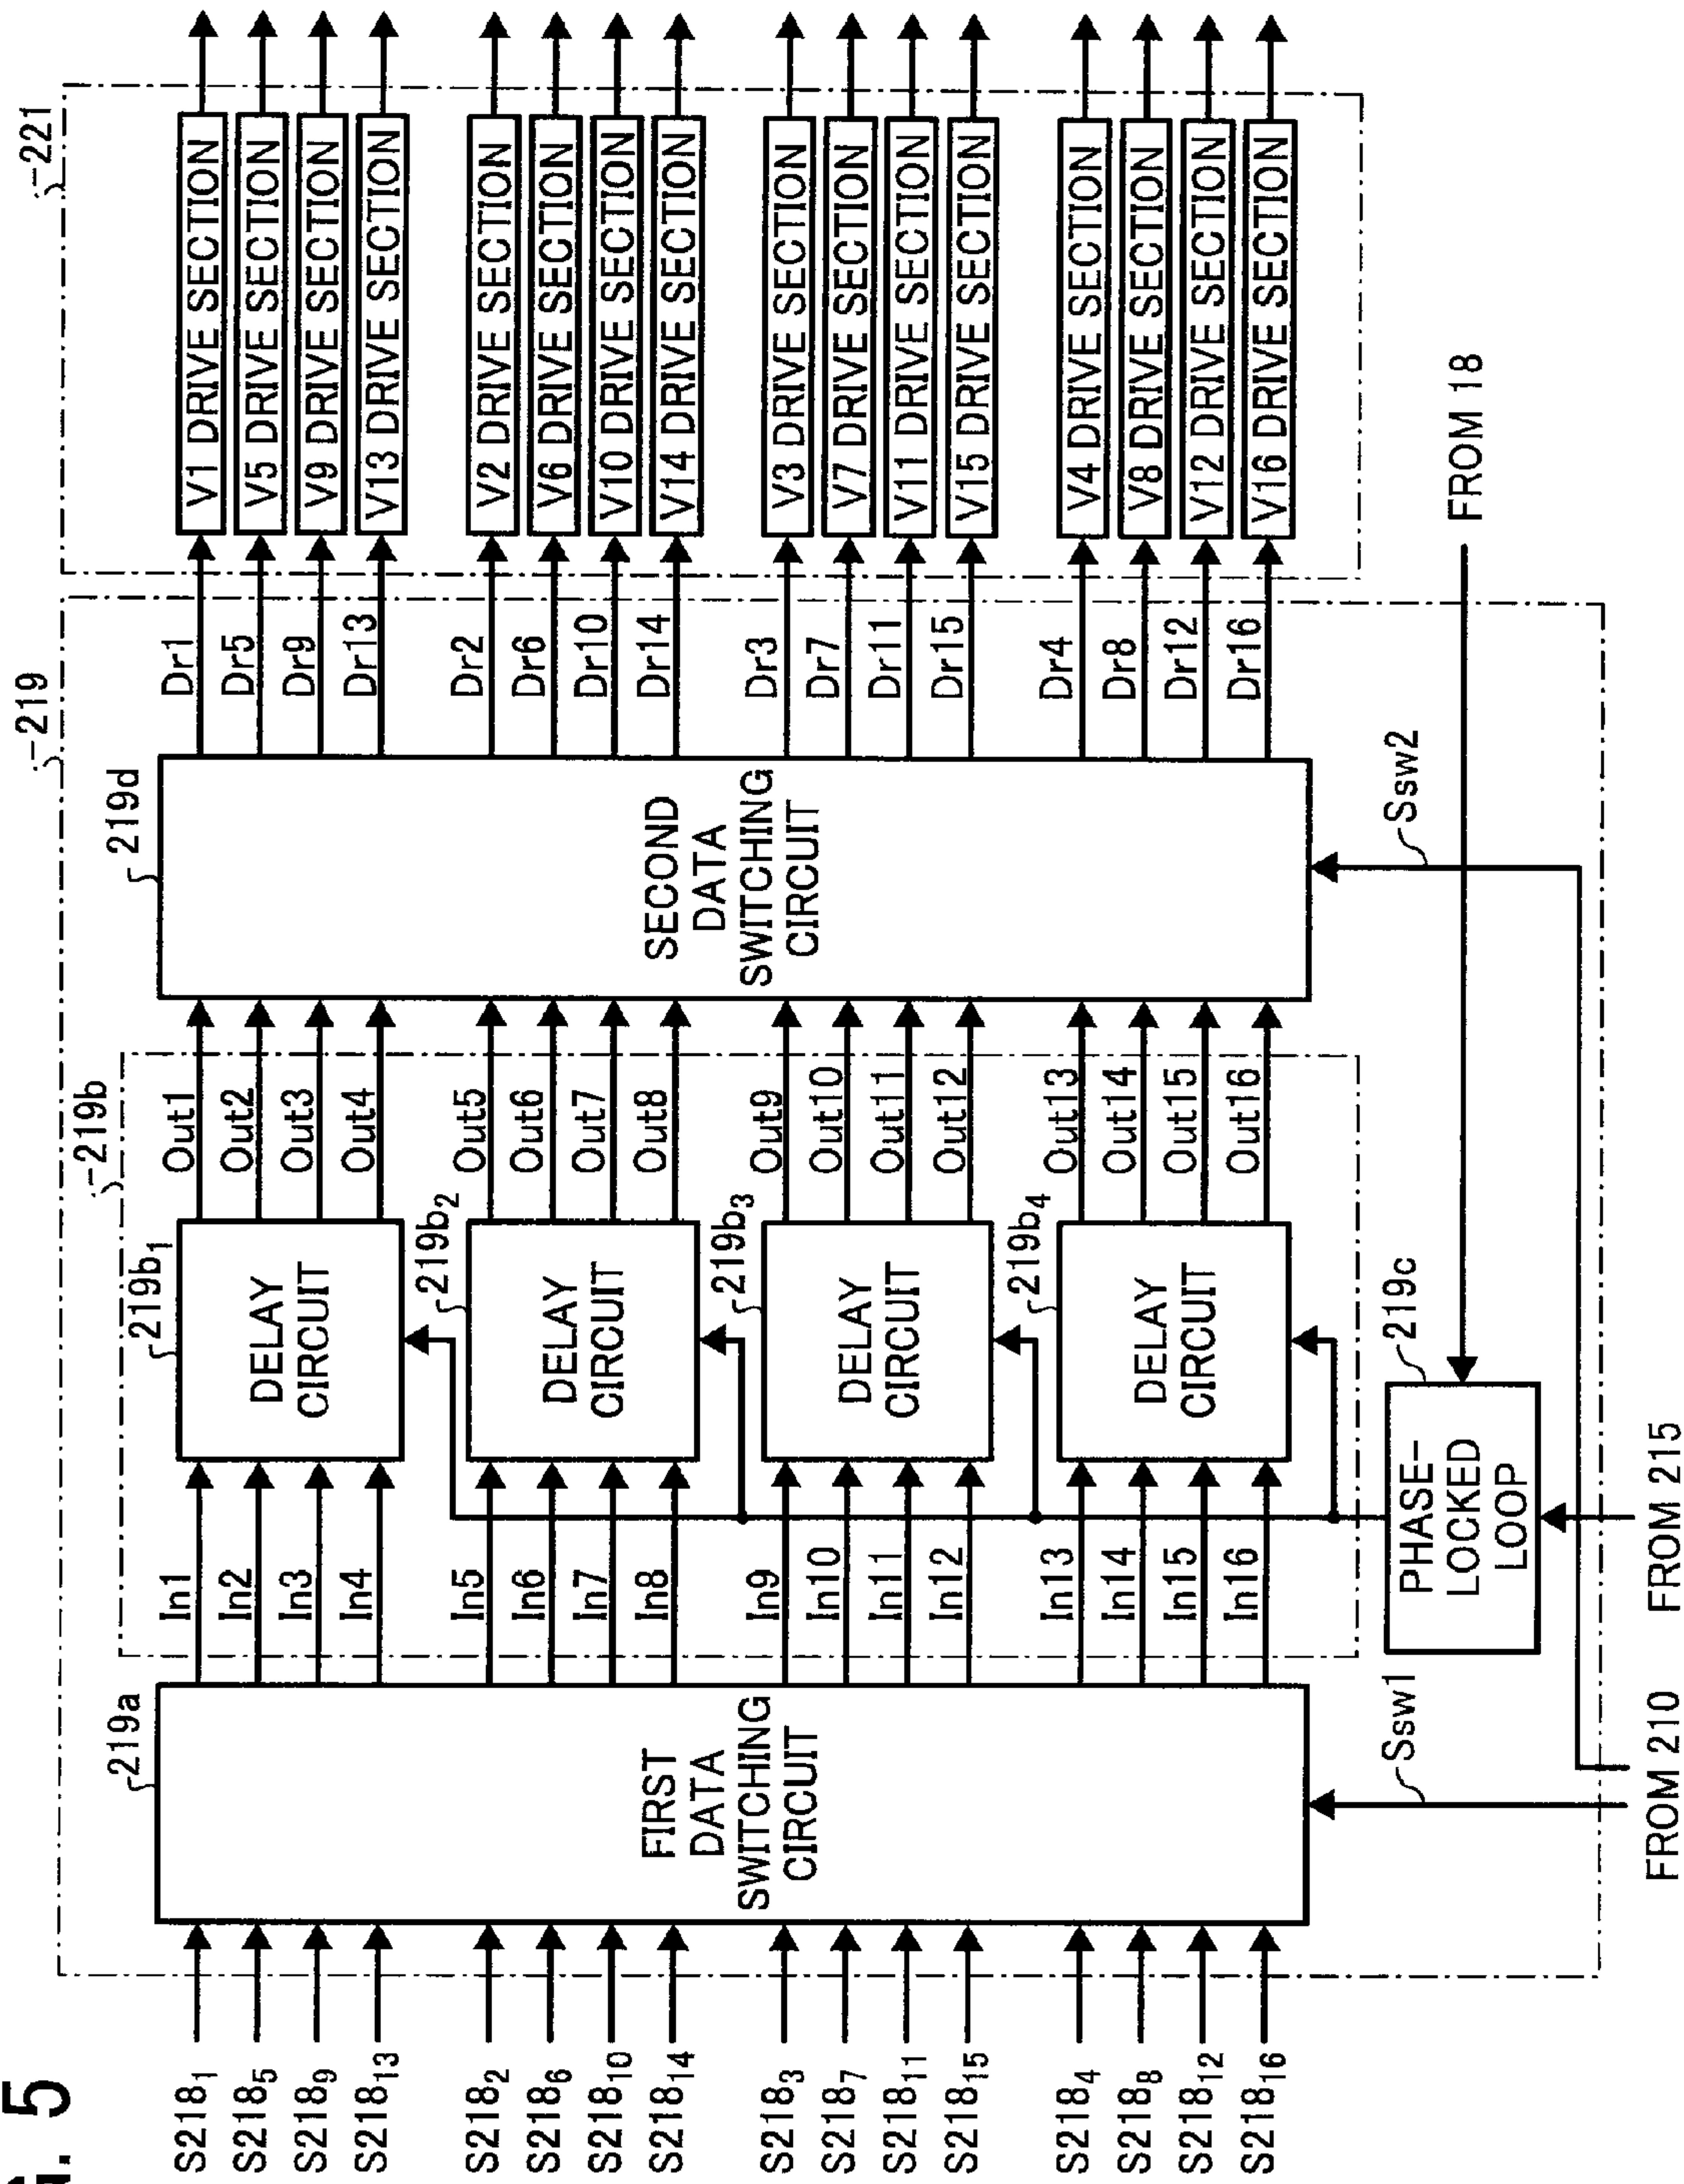 G. 5
219
221
219a
219b
219d
S218₁
S218₅
S218₉
S218₁₃
S218₂
S218₆
S218₁₀
S218₁₄
S218₃
S218₇
S218₁₁
S218₁₅
S218₄
S218₈
S218₁₂
S218₁₆
FIRST
DATA
SWITCHING
CIRCUIT
In1
In2
In3
In4
In5
In6
In7
In8
In9
In10
In11
In12
In13
In14
In15
In16
219b₁
DELAY
CIRCUIT
219b₂
DELAY
CIRCUIT
219b₃
DELAY
CIRCUIT
219b₄
DELAY
CIRCUIT
Out1
Out2
Out3
Out4
Out5
Out6
Out7
Out8
Out9
Out10
Out11
Out12
Out13
Out14
Out15
Out16
SECOND
DATA
SWITCHING
CIRCUIT
Dr1
Dr5
Dr9
Dr13
Dr2
Dr6
Dr10
Dr14
Dr3
Dr7
Dr11
Dr15
Dr4
Dr8
Dr12
Dr16
V1 DRIVE SECTION
V5 DRIVE SECTION
V9 DRIVE SECTION
V13 DRIVE SECTION
V2 DRIVE SECTION
V6 DRIVE SECTION
V10 DRIVE SECTION
V14 DRIVE SECTION
V3 DRIVE SECTION
V7 DRIVE SECTION
V11 DRIVE SECTION
V15 DRIVE SECTION
V4 DRIVE SECTION
V8 DRIVE SECTION
V12 DRIVE SECTION
V16 DRIVE SECTION
Ssw1
219c
PHASE-
LOCKED
LOOP
Ssw2
FROM 18
FROM 210
FROM 215